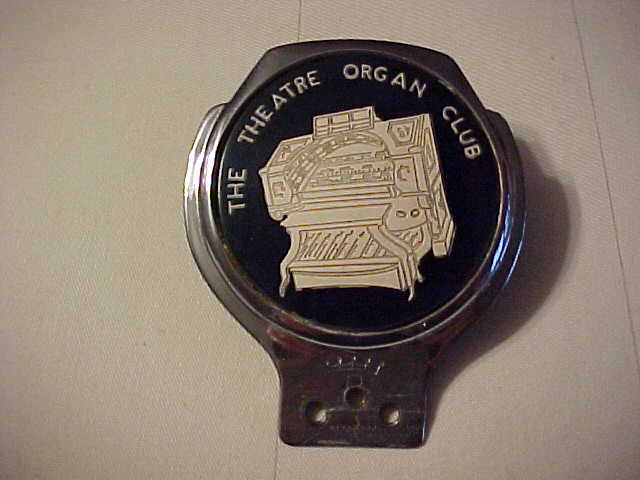 THE THEATRE ORGAN CLUB